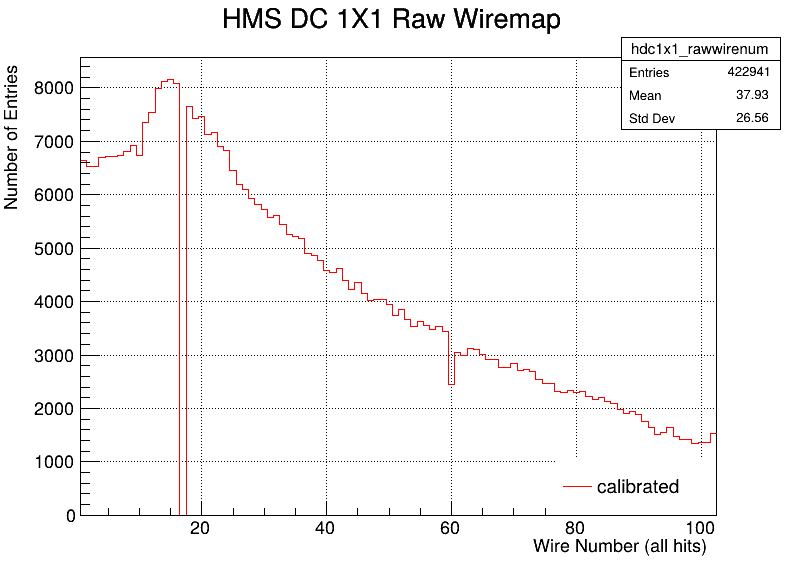 HMS DC 1X1 Raw Wiremap
hdc1x1_rawwirenum
Entries 422941
Mean 37.93
Std Dev 26.56
Number of Entries
8000
7000
6000
5000
4000
3000
2000
1000
0
calibrated
20 40 60 80 100
Wire Number (all hits)